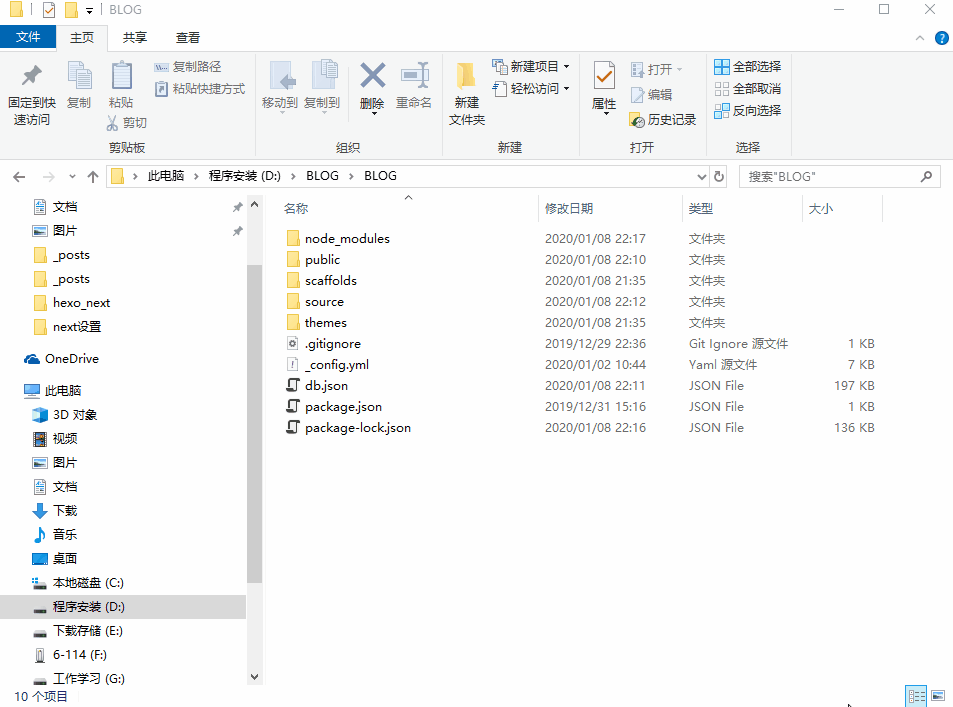 BLOG
文件 主页 共享 查看
固定到快速访问
复制
粘贴
复制路径
粘贴快捷方式
剪切
剪贴板
移动到 复制到 删除 重命名
组织
新建文件夹
新建项目
轻松访问
新建
属性
打开
编辑
历史记录
打开
全部选择
全部取消
反向选择
选择
此电脑 程序安装 (D:) BLOG BLOG
搜索"BLOG"
文档
图片
_posts
_posts
hexo_next
next设置
OneDrive
此电脑
3D 对象
视频
图片
文档
下载
音乐
桌面
本地磁盘 (C:)
程序安装 (D:)
下载存储 (E:)
6-114 (F:)
工作学习 (G:)
名称 修改日期 类型 大小
node_modules 2020/01/08 22:17 文件夹
public 2020/01/08 22:10 文件夹
scaffolds 2020/01/08 21:35 文件夹
source 2020/01/08 22:12 文件夹
themes 2020/01/08 21:35 文件夹
.gitignore 2019/12/29 22:36 Git Ignore 源文件 1 KB
_config.yml 2020/01/02 10:44 Yaml 源文件 7 KB
db.json 2020/01/08 22:11 JSON File 197 KB
package.json 2019/12/31 15:16 JSON File 1 KB
package-lock.json 2020/01/08 22:16 JSON File 136 KB
10 个项目